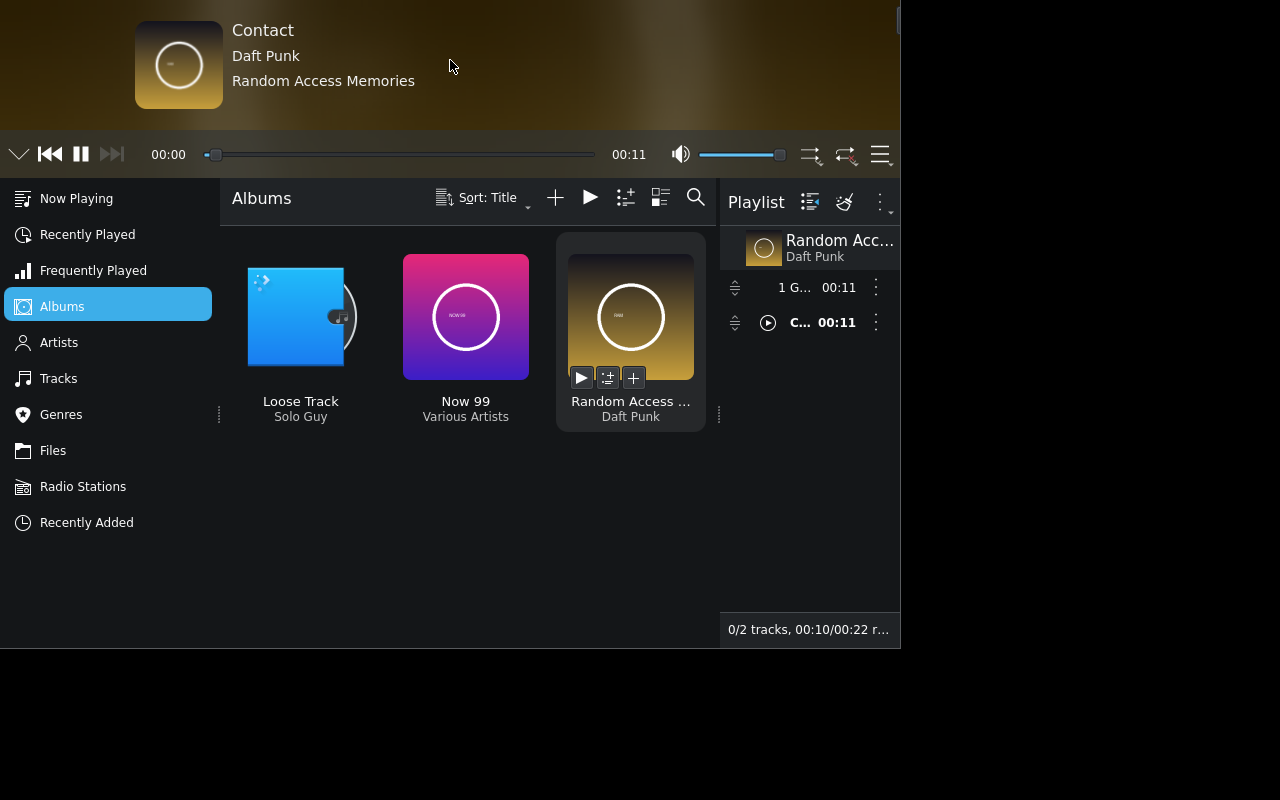 Contact
Daft Punk
Random Access Memories
00:00
00:11
Now Playing
Recently Played
Frequently Played
Albums
Artists
Tracks
Genres
Files
Radio Stations
Recently Added
Albums
Sort: Title
NOW 99
RAM
Loose Track
Solo Guy
Now 99
Various Artists
Random Access ...
Daft Punk
Playlist
Random Acc...
Daft Punk
1 G... 00:11
C... 00:11
0/2 tracks, 00:10/00:22 r...